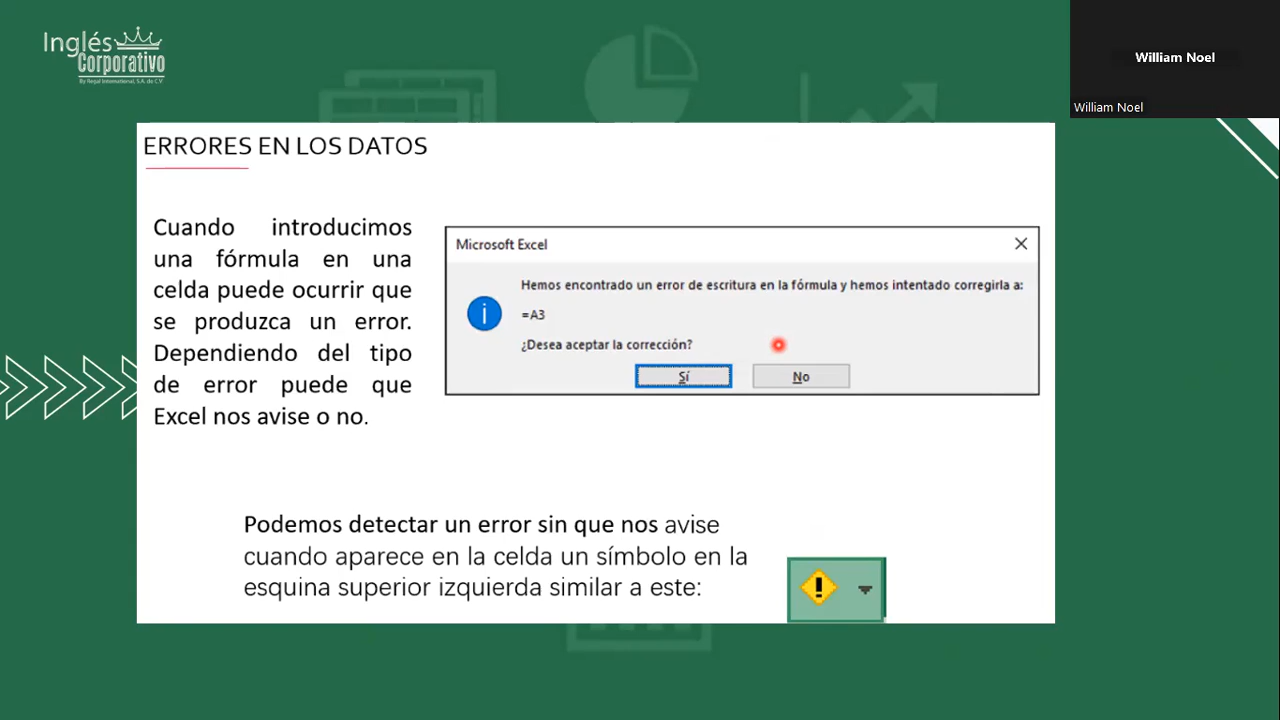 Inglés
Corporativo
By Regal International, S.A. de C.V
William Noel
William Noel
ERRORES EN LOS DATOS
Cuando introducimos
una fórmula en una
celda puede ocurrir que
se produzca un error.
Dependiendo del tipo
de error puede que
Excel nos avise o no.
Microsoft Excel
Hemos encontrado un error de escritura en la fórmula y hemos intentado corregirla a:
=A3
¿Desea aceptar la corrección?
Sí
No
Podemos detectar un error sin que nos avise
cuando aparece en la celda un símbolo en la
esquina superior izquierda similar a este: